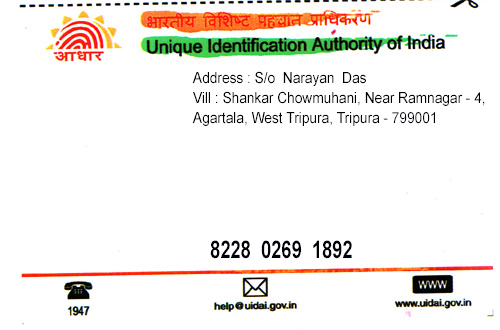 भारतीय विशिष्ट पहचान प्राधिकरण
Unique Identification Authority of India
आधार
Address : S/o Narayan Das
Vill : Shankar Chowmuhani, Near Ramnagar - 4,
Agartala, West Tripura, Tripura - 799001
8228 0269 1892
1947
help@uidai.gov.in
WWW
www.uidai.gov.in